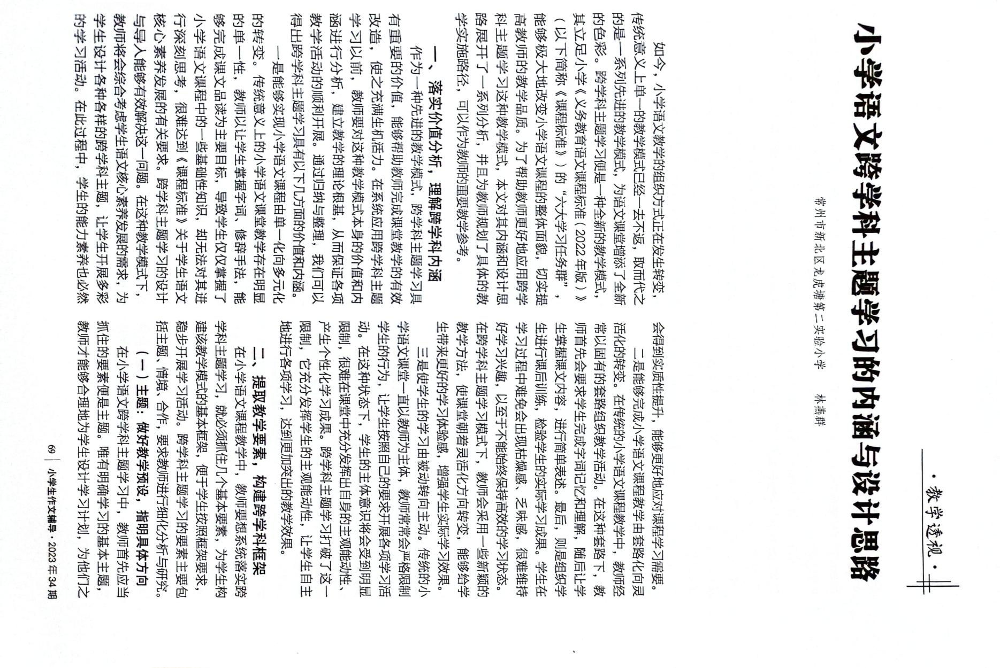 ·教学透视·
小学语文跨学科主题学习的内涵与设计思路
常州市新北区龙虎塘第二实验小学　林燕群
如今，小学语文教学的组织方式正在发生转变，
传统意义上单一的教学模式已经一去不返，取而代之
的是一系列先进的教学模式，为语文课堂增添了全新
的色彩。跨学科主题学习便是一种全新的教学模式，
其立足小学《义务教育语文课程标准（2022年版）》
（以下简称《课程标准》）的“六大学习任务群”，
能够极大地改变小学语文课程的整体面貌，切实提
高教师的教学品质。为了帮助教师更好地应用跨学
科主题学习这种教学模式，本文对其内涵和设计思
路展开了一系列分析，并且为教师规划了具体的教
学实施路径，可以作为教师的重要教学参考。
一、落实价值分析，理解跨学科内涵
作为一种先进的教学模式，跨学科主题学习具
有重要的价值，能够帮助教师完成课堂教学的有效
改造，使之充满生机活力。在系统应用跨学科主题
学习以前，教师要对这种教学模式本身的价值和内
涵进行分析，建立教学的理论根基，从而保证各项
教学活动的顺利开展。通过归纳与整理，我们可以
得出跨学科主题学习具有以下几方面的价值和内涵。
一是能够实现小学语文课程由单一化向多元化
的转变。传统意义上的小学语文课堂教学存在明显
的单一性，教师以让学生掌握字词、修辞手法，能
够完成课文品读为主要目标，导致学生仅仅掌握了
小学语文课程中的一些基础性知识，却无法对其进
行深刻思考，很难达到《课程标准》关于学生语文
核心素养发展的有关要求。跨学科主题学习的设计
与导入能够有效解决这一问题。在这种教学模式下，
教师将会综合考虑学生语文核心素养发展的需求，为
学生设计各种各样的跨学科主题，让学生开展多彩
的学习活动。在此过程中，学生的能力素养也必然
会得到实质性提升，能够更好地应对课程学习需要。
二是能够完成小学语文课程教学由套路化向灵
活化的转变。在传统的小学语文课程教学中，教师经
常以固有的套路组织教学活动。在这种套路下，教
师首先会要求学生完成字词记忆和理解，随后让学
生掌握课文内容，进行简单表述。最后，则是组织学
生进行课后训练，检验学生的实际学习成果。学生在
学习过程中难免会出现枯燥感、乏味感，很难维持
好学习兴趣，以至于不能始终保持高效的学习状态。
在跨学科主题学习模式下，教师会采用一些新颖的
教学方法，使课堂朝着灵活化方向转变，能够给学
生带来更好的学习体验感，增强学生实际学习效果。
三是使学生的学习由被动转向主动。传统的小
学语文课堂一直以教师为主体，教师常常会严格限制
学生的行为，让学生按照自己的要求开展各项学习活
动。在这种状态下，学生的主体意识将会受到明显
限制，很难在课堂中充分发挥出自身的主观能动性、
产生个性化学习成果。跨学科主题学习打破了这一
限制，它充分发挥学生的主观能动性，让学生自主
地进行各项学习，达到更加突出的教学效果。
二、提取教学要素，构建跨学科框架
在小学语文课程教学中，教师要想系统落实跨
学科主题学习，就必须抓住几个基本要素，为学生构
建该教学模式的基本框架，便于学生按照框架要求，
稳步开展学习活动。跨学科主题学习的要素主要包
括主题、情境、合作，要求教师进行细化分析与研究。
（一）主题：做好教学预设，指明具体方向
在小学语文跨学科主题学习中，教师首先应当
抓住的要素便是主题。唯有明确学习的基本主题，
教师才能够合理地为学生设计学习计划，为他们之
69 | 小学生作文辅导·2023年34期